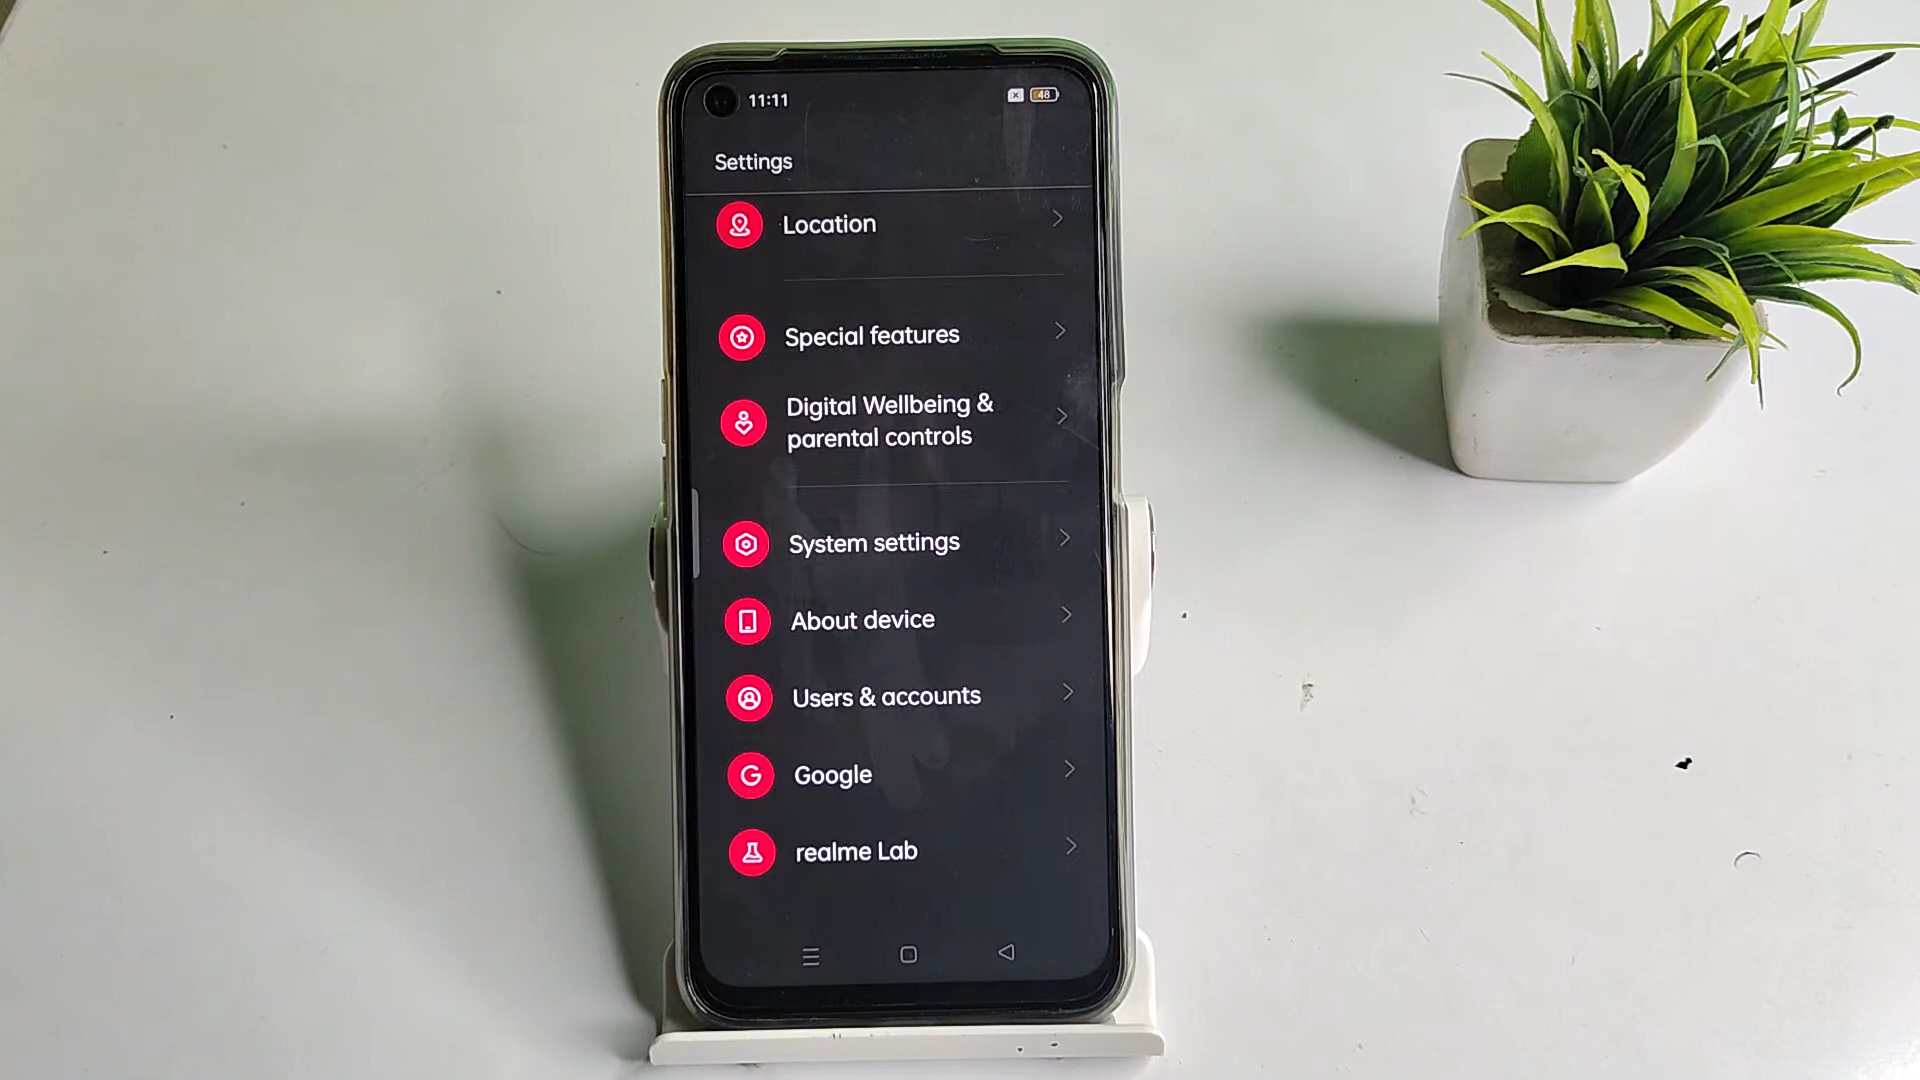 11:11
48
Settings
Location
Special features
Digital Wellbeing &
parental controls
System settings
About device
Users & accounts
Google
realme Lab